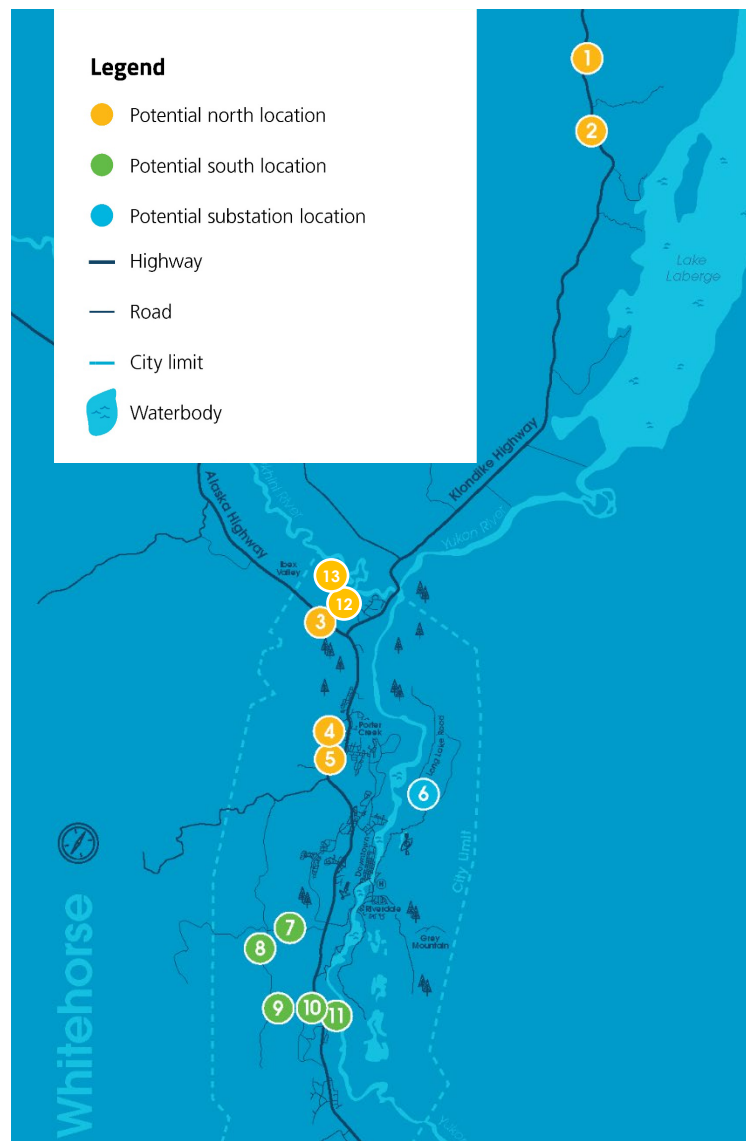 Legend
Potential north location
Potential south location
Potential substation location
Highway
Road
City limit
Waterbody
1
2
Lake
Laberge
Klondike Highway
Alaska Highway
Yukon River
Ibex
Valley
13
12
3
4
5
Porter
Creek
Long Lake Road
6
Downtown
City Limit
H
Riverdale
Grey
Mountain
7
8
9
10
11
Whitehorse